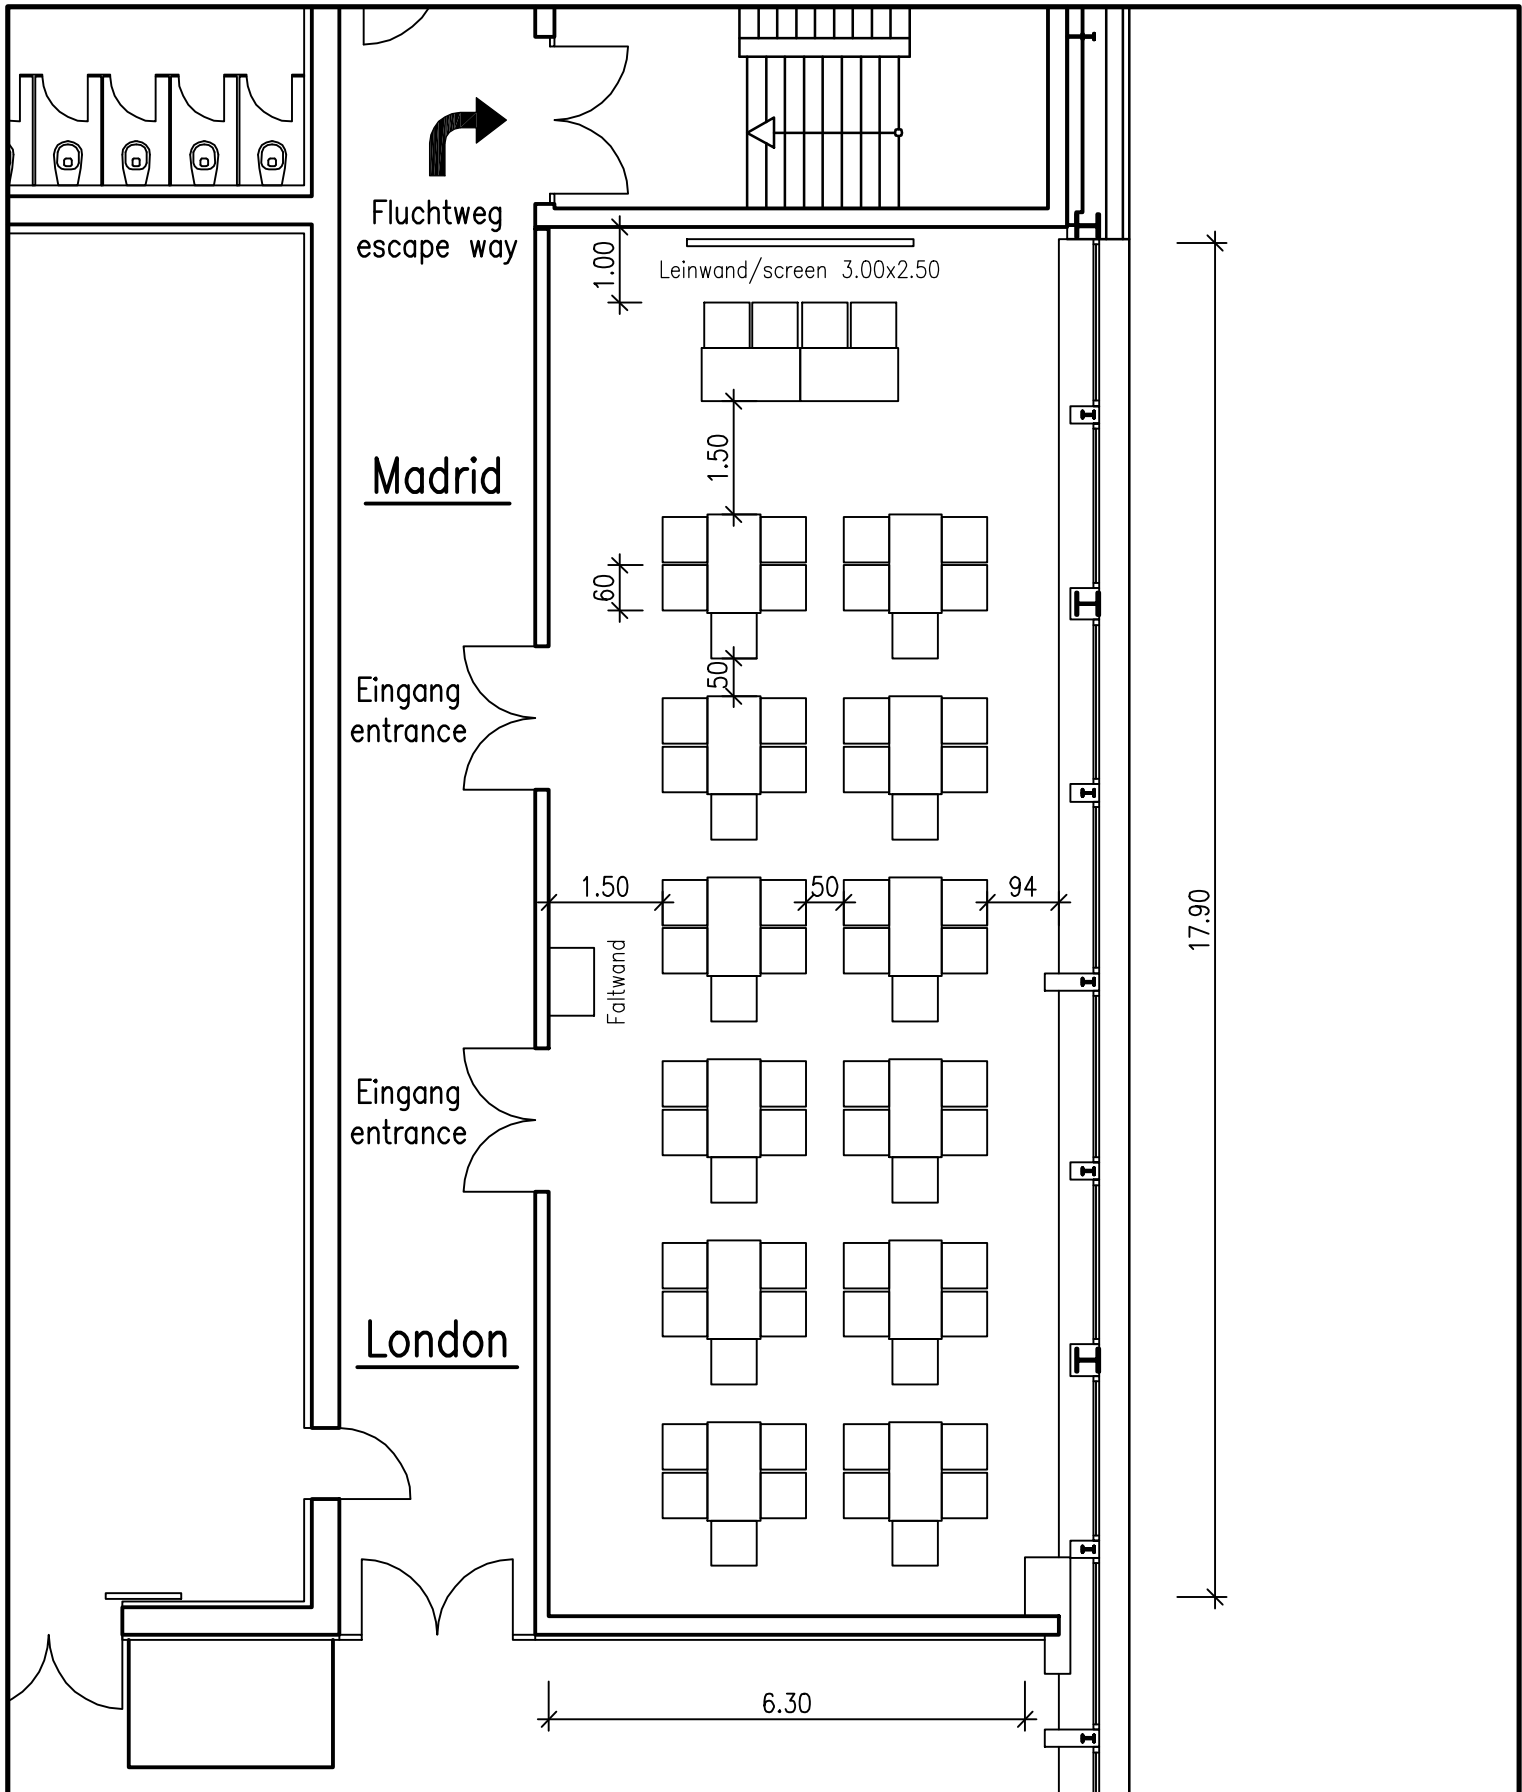 Fluchtweg
escape way
1.00
Leinwand/screen 3.00x2.50
1.50
Madrid
60
50
Eingang
entrance
1.50
50
94
17.90
Faltwand
Eingang
entrance
London
6.30